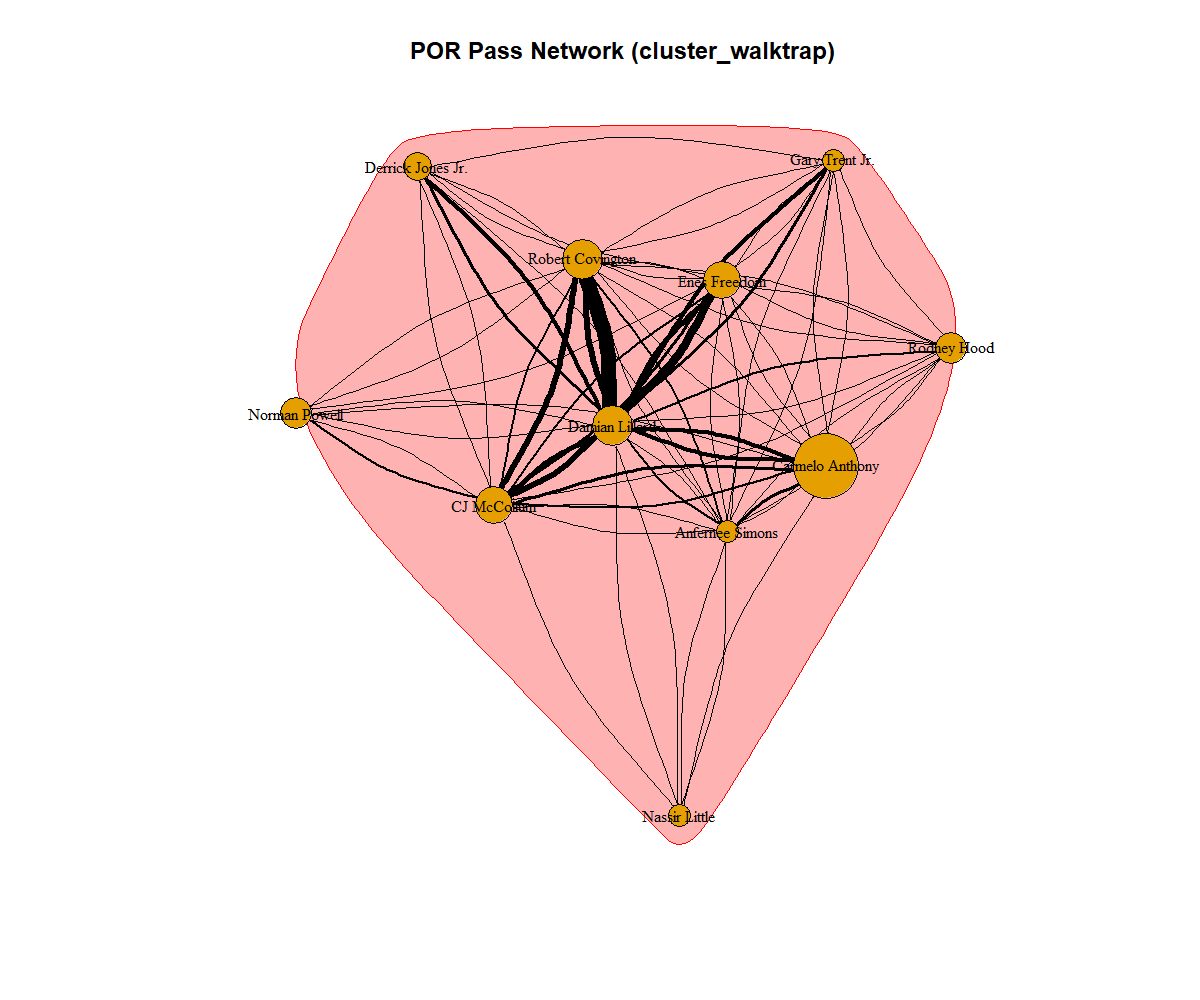 POR Pass Network (cluster_walktrap)
Derrick Jones Jr.
Gary Trent Jr.
Robert Covington
Enes Freedom
Rodney Hood
Norman Powell
Damian Lillard
Carmelo Anthony
CJ McCollum
Anfernee Simons
Nassir Little